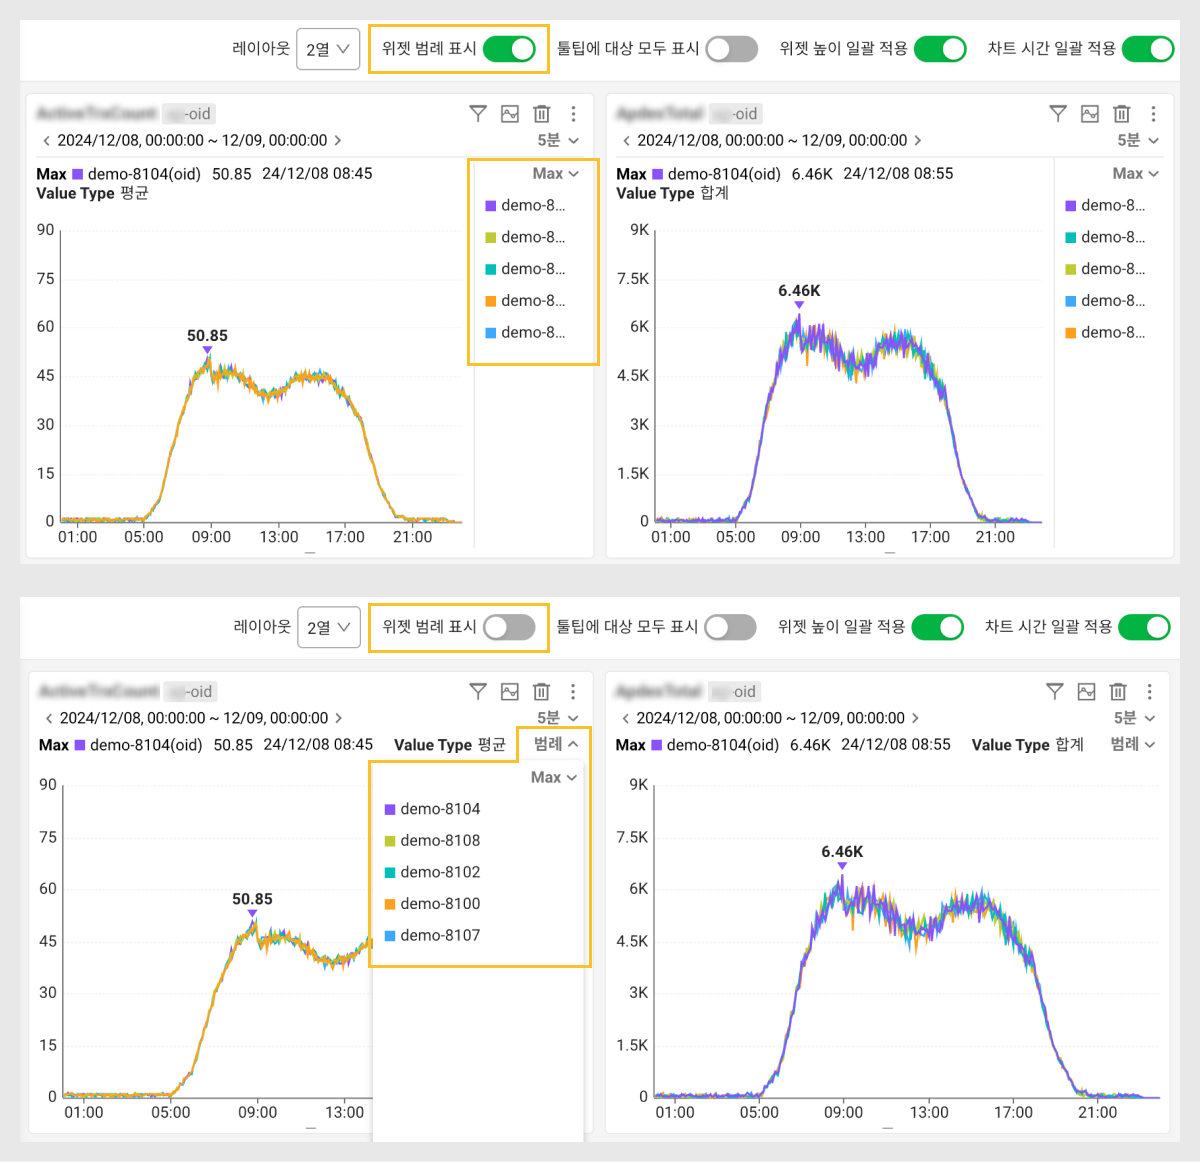 레이아웃 2열 위젯 범례 표시 툴팁에 대상 모두 표시 위젯 높이 일괄 적용 차트 시간 일괄 적용
-oid
2024/12/08, 00:00:00 ~ 12/09, 00:00:00
5분
Max demo-8104(oid) 50.85 24/12/08 08:45
Value Type 평균
Max
demo-8...
demo-8...
demo-8...
demo-8...
demo-8...
90
75
60
45
30
15
0
50.85
01:00 05:00 09:00 13:00 17:00 21:00
-oid
2024/12/08, 00:00:00 ~ 12/09, 00:00:00
5분
Max demo-8104(oid) 6.46K 24/12/08 08:55
Value Type 합계
Max
demo-8...
demo-8...
demo-8...
demo-8...
demo-8...
9K
7.5K
6K
4.5K
3K
1.5K
0
6.46K
01:00 05:00 09:00 13:00 17:00 21:00
레이아웃 2열 위젯 범례 표시 툴팁에 대상 모두 표시 위젯 높이 일괄 적용 차트 시간 일괄 적용
-oid
2024/12/08, 00:00:00 ~ 12/09, 00:00:00
5분
Max demo-8104(oid) 50.85 24/12/08 08:45 Value Type 평균 범례
Max
demo-8104
demo-8108
demo-8102
demo-8100
demo-8107
90
75
60
45
30
15
0
50.85
01:00 05:00 09:00 13:00
-oid
2024/12/08, 00:00:00 ~ 12/09, 00:00:00
5분
Max demo-8104(oid) 6.46K 24/12/08 08:55 Value Type 합계 범례
9K
7.5K
6K
4.5K
3K
1.5K
0
6.46K
01:00 05:00 09:00 13:00 17:00 21:00